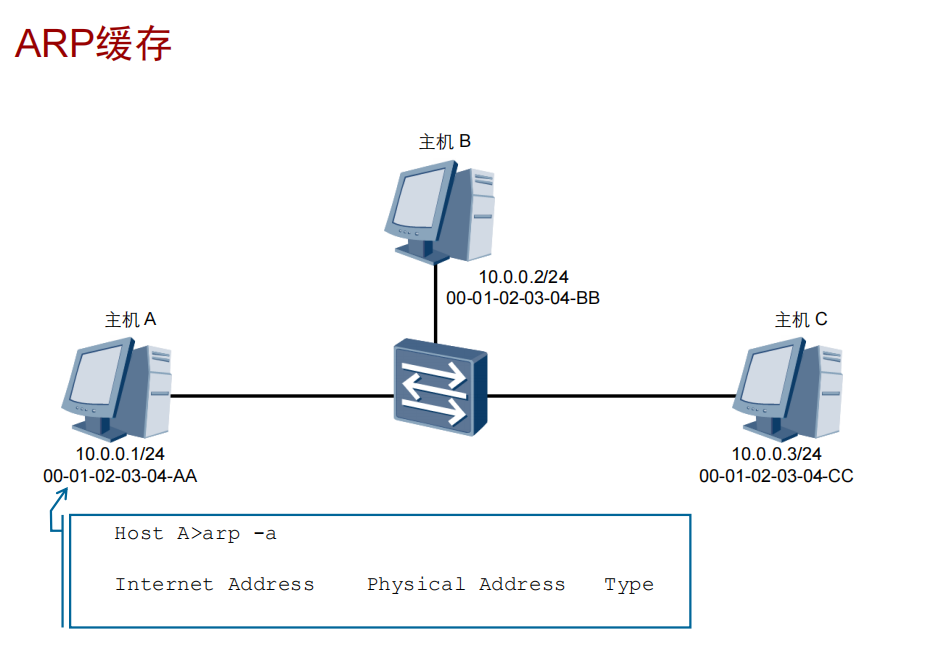 ARP缓存
主机 B
10.0.0.2/24
00-01-02-03-04-BB
主机 A
主机 C
10.0.0.1/24
00-01-02-03-04-AA
10.0.0.3/24
00-01-02-03-04-CC
Host A>arp -a
Internet Address Physical Address Type